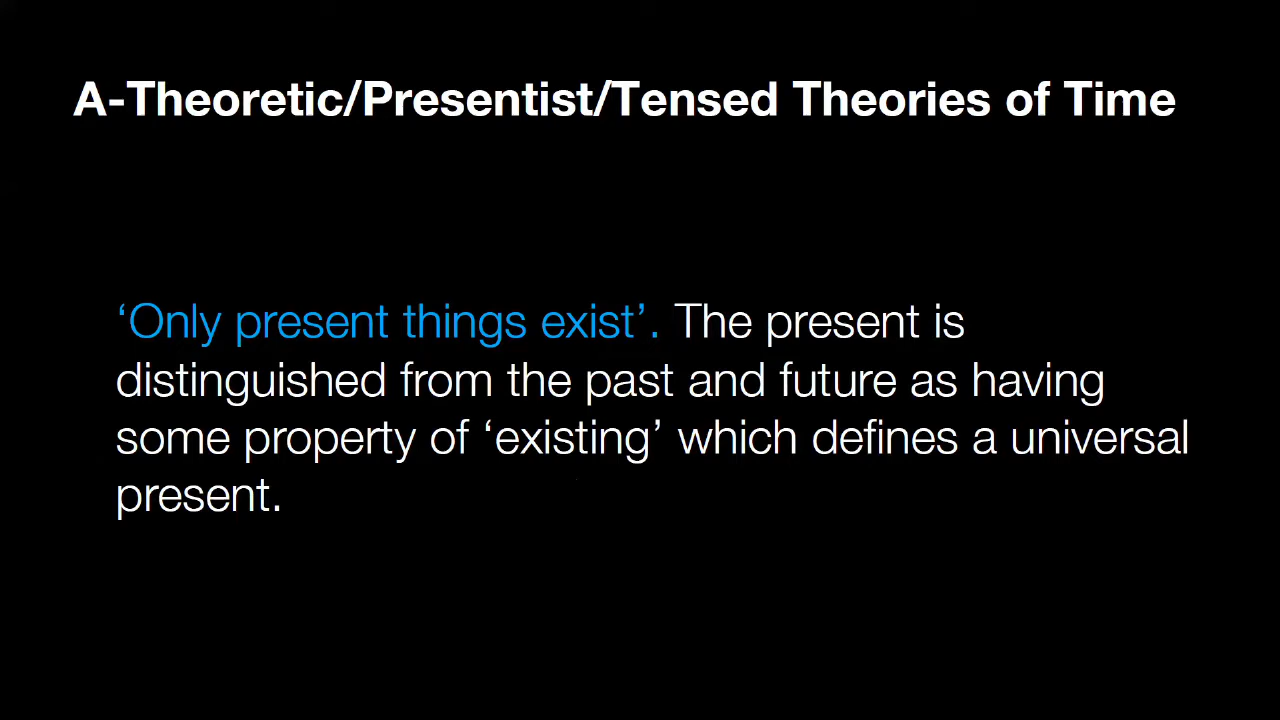 A-Theoretic/Presentist/Tensed Theories of Time
‘Only present things exist’. The present is
distinguished from the past and future as having
some property of ‘existing’ which defines a universal
present.